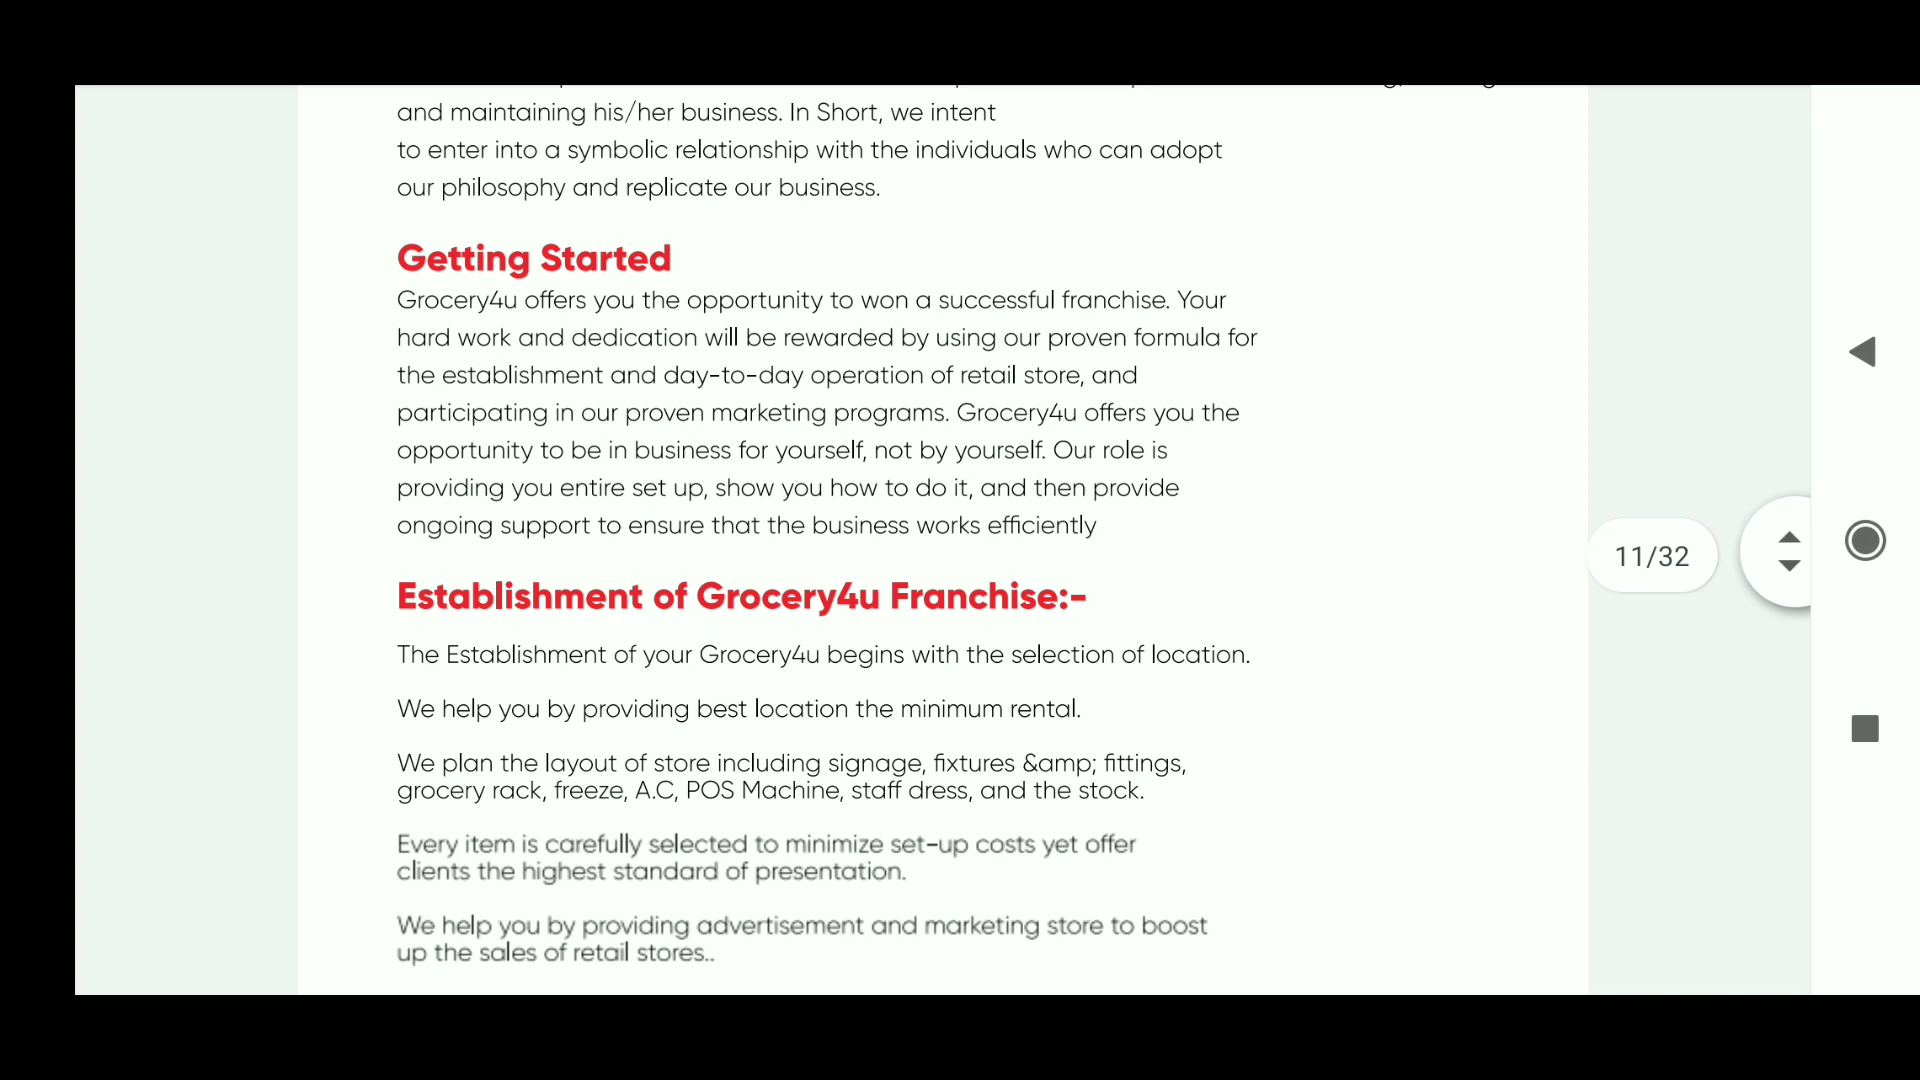 and maintaining his/her business. In Short, we intent
to enter into a symbolic relationship with the individuals who can adopt
our philosophy and replicate our business.
Getting Started
Grocery4u offers you the opportunity to won a successful franchise. Your
hard work and dedication will be rewarded by using our proven formula for
the establishment and day-to-day operation of retail store, and
participating in our proven marketing programs. Grocery4u offers you the
opportunity to be in business for yourself, not by yourself. Our role is
providing you entire set up, show you how to do it, and then provide
ongoing support to ensure that the business works efficiently
11/32
Establishment of Grocery4u Franchise:-
The Establishment of your Grocery4u begins with the selection of location.
We help you by providing best location the minimum rental.
We plan the layout of store including signage, fixtures &amp; fittings,
grocery rack, freeze, A.C, POS Machine, staff dress, and the stock.
Every item is carefully selected to minimize set-up costs yet offer
clients the highest standard of presentation.
We help you by providing advertisement and marketing store to boost
up the sales of retail stores..